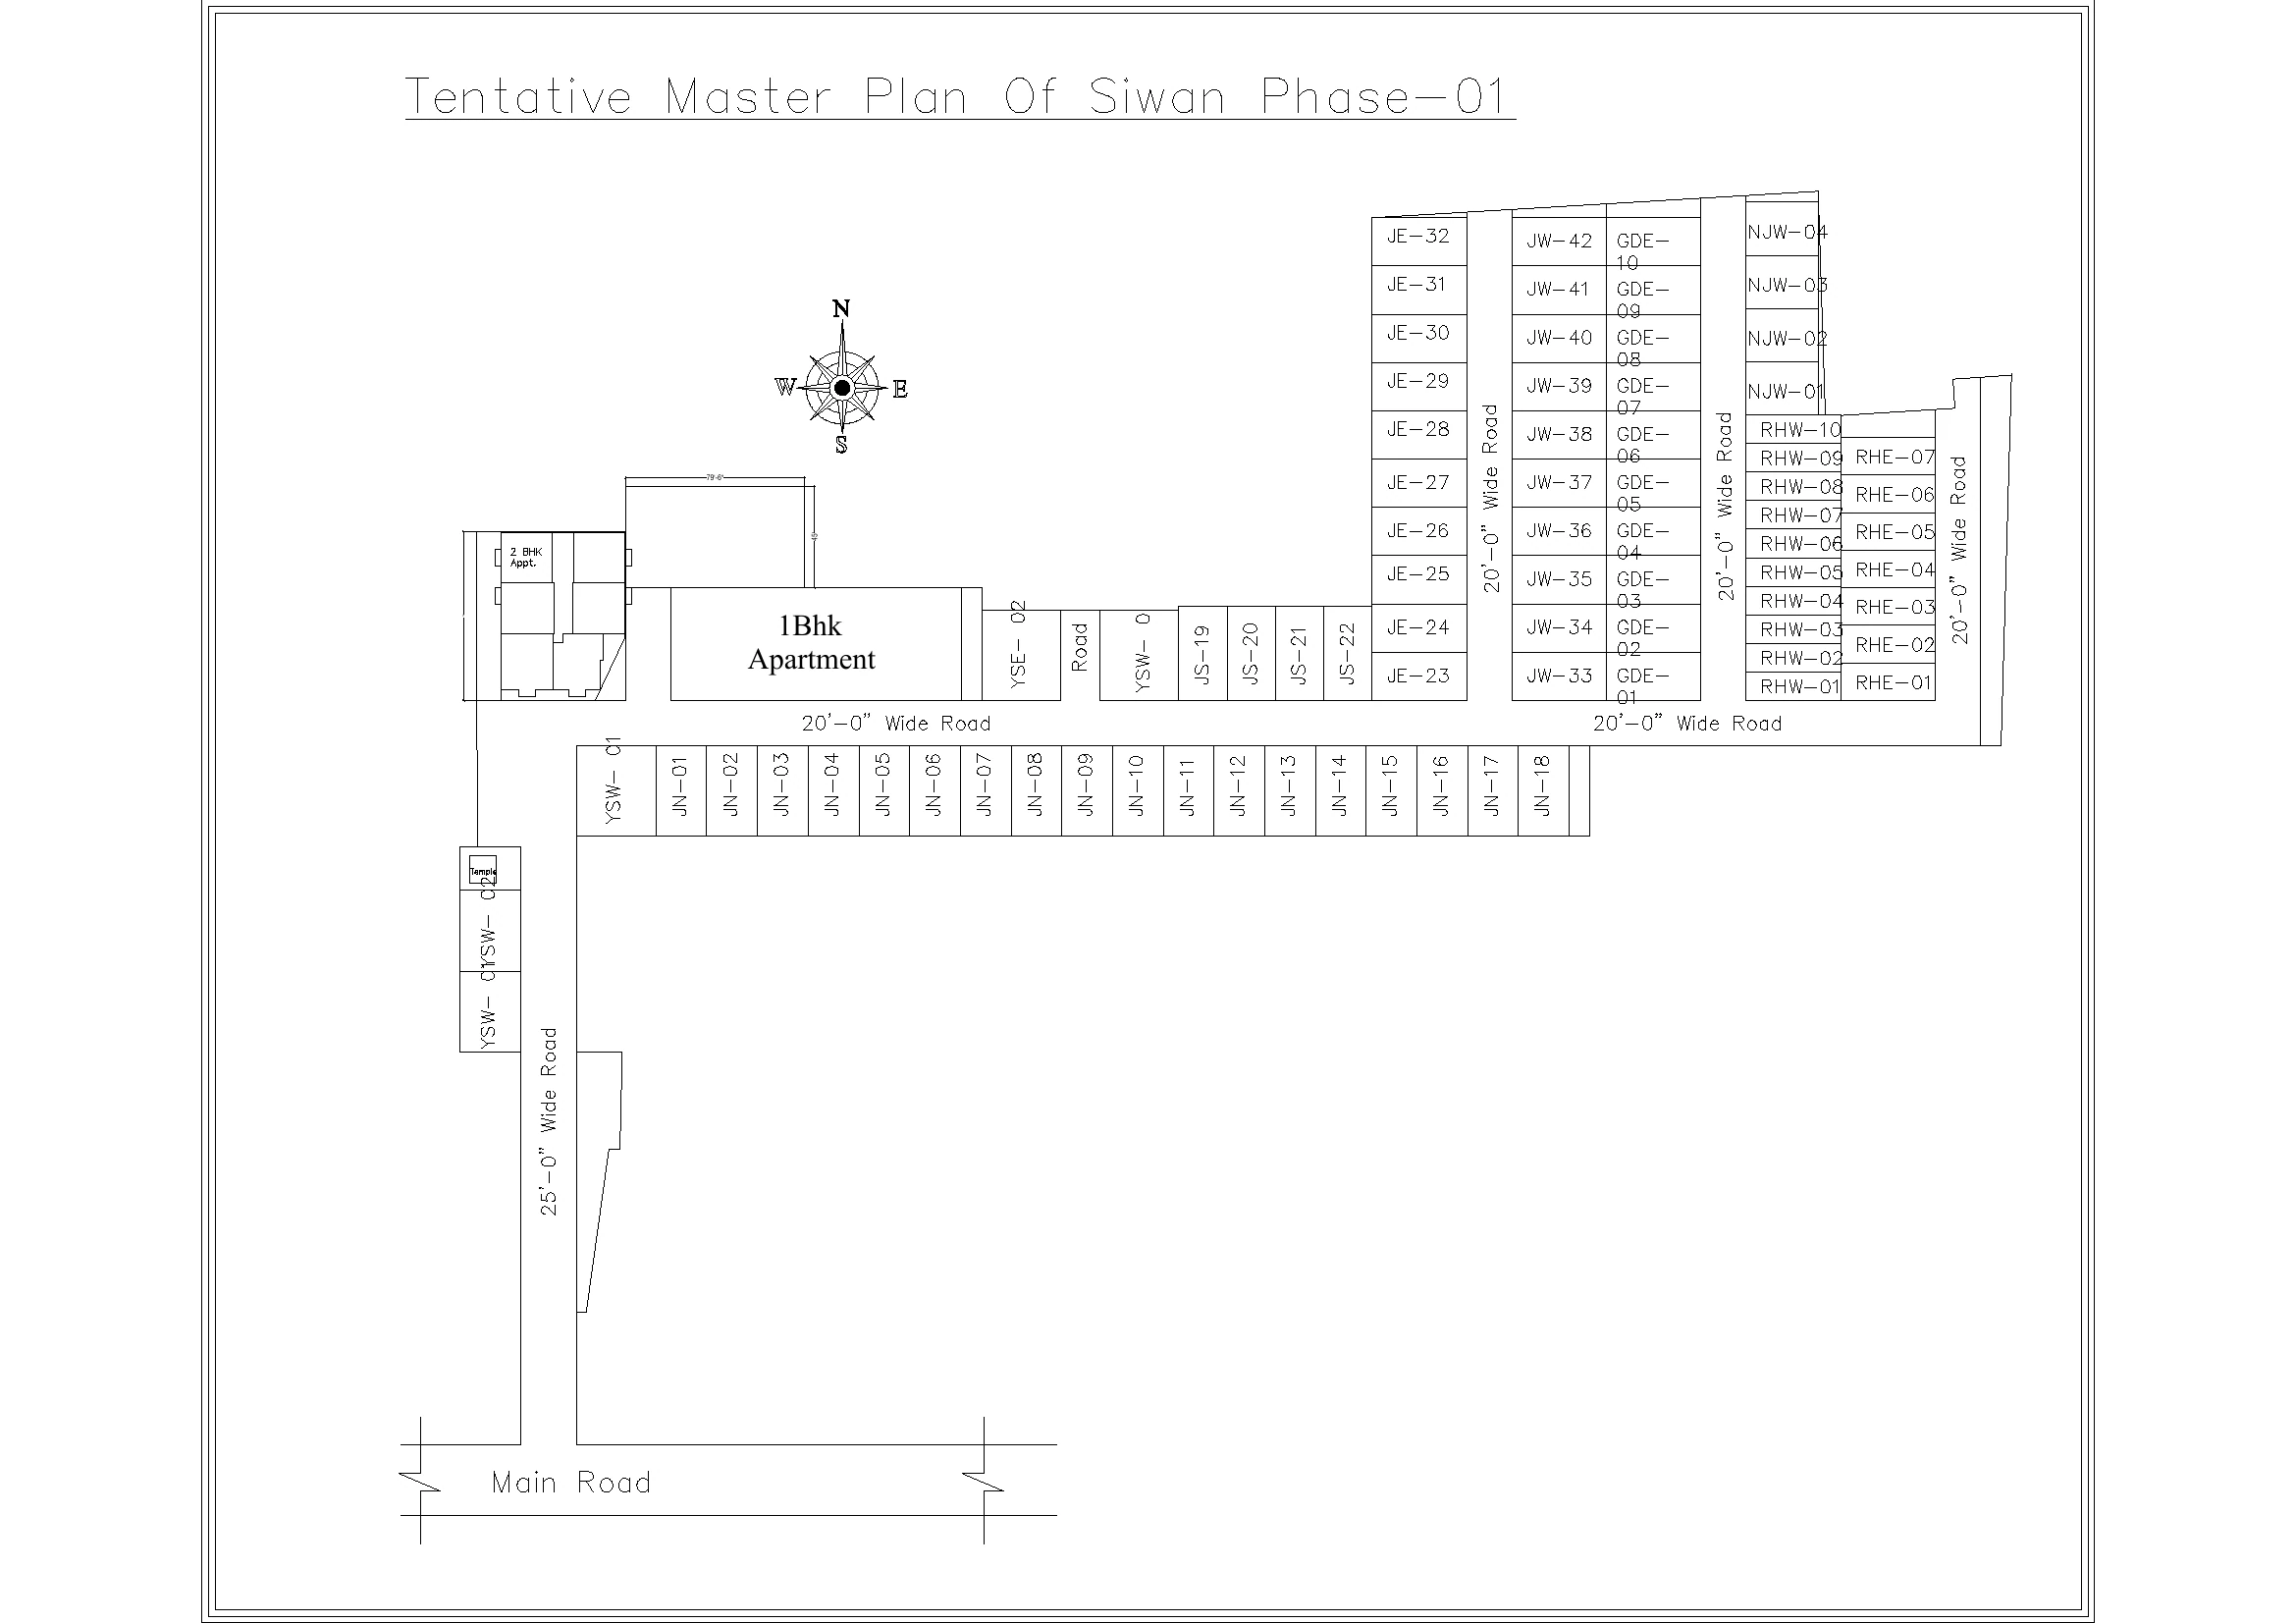 Tentative Master Plan Of Siwan Phase-01
N
W
E
S
JE-32
JE-31
JE-30
JE-29
JE-28
JE-27
JE-26
JE-25
JE-24
JE-23
20'-0" Wide Road
JW-42
JW-41
JW-40
JW-39
JW-38
JW-37
JW-36
JW-35
JW-34
JW-33
GDE-
10
GDE-
09
GDE-
08
GDE-
07
GDE-
06
GDE-
05
GDE-
04
GDE-
03
GDE-
02
GDE-
01
20'-0" Wide Road
NJW-04
NJW-03
NJW-02
NJW-01
RHW-10
RHW-09
RHW-08
RHW-07
RHW-06
RHW-05
RHW-04
RHW-03
RHW-02
RHW-01
RHE-07
RHE-06
RHE-05
RHE-04
RHE-03
RHE-02
RHE-01
20'-0" Wide Road
79'-6"
45'
2 BHK
Appt.
1Bhk
Apartment
YSE- 02
Road
YSW- 0
JS-19
JS-20
JS-21
JS-22
20'-0" Wide Road
20'-0" Wide Road
YSW- 01
JN-01
JN-02
JN-03
JN-04
JN-05
JN-06
JN-07
JN-08
JN-09
JN-10
JN-11
JN-12
JN-13
JN-14
JN-15
JN-16
JN-17
JN-18
Temple
YSW- 02
YSW- 01
25'-0" Wide Road
Main Road